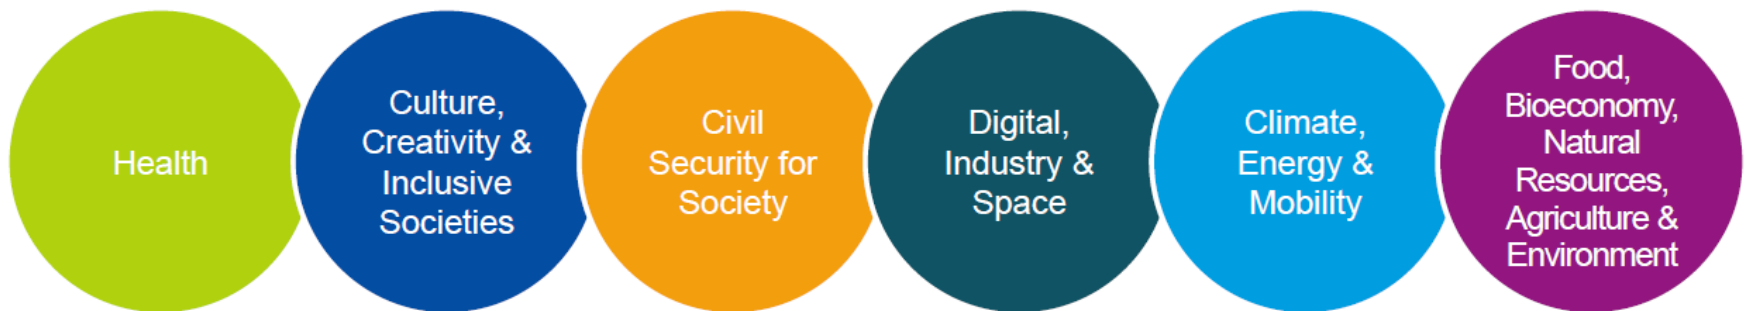 Health
Culture,
Creativity &
Inclusive
Societies
Civil
Security for
Society
Digital,
Industry &
Space
Climate,
Energy &
Mobility
Food,
Bioeconomy,
Natural
Resources,
Agriculture &
Environment